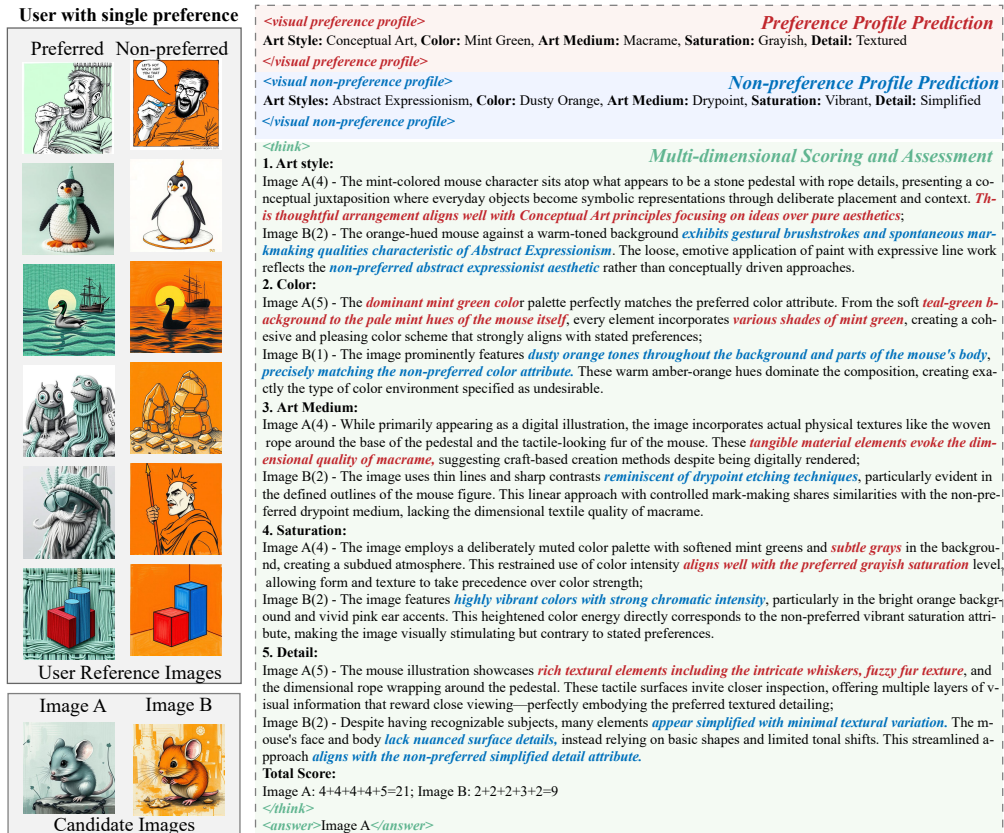 User with single preference
Preferred Non-preferred
LET'S NOT
User Reference Images
Image A Image B
Candidate Images
<visual preference profile>
Preference Profile Prediction
Art Style: Conceptual Art, Color: Mint Green, Art Medium: Macrame, Saturation: Grayish, Detail: Textured
</visual preference profile>
<visual non-preference profile>
Non-preference Profile Prediction
Art Styles: Abstract Expressionism, Color: Dusty Orange, Art Medium: Drypoint, Saturation: Vibrant, Detail: Simplified
</visual non-preference profile>
<think>
Multi-dimensional Scoring and Assessment
1. Art style:
Image A(4) - The mint-colored mouse character sits atop what appears to be a stone pedestal with rope details, presenting a co-
nceptual juxtaposition where everyday objects become symbolic representations through deliberate placement and context. Th-
is thoughtful arrangement aligns well with Conceptual Art principles focusing on ideas over pure aesthetics;
Image B(2) - The orange-hued mouse against a warm-toned background exhibits gestural brushstrokes and spontaneous mar-
kmaking qualities characteristic of Abstract Expressionism. The loose, emotive application of paint with expressive line work
reflects the non-preferred abstract expressionist aesthetic rather than conceptually driven approaches.
2. Color:
Image A(5) - The dominant mint green color palette perfectly matches the preferred color attribute. From the soft teal-green b-
ackground to the pale mint hues of the mouse itself, every element incorporates various shades of mint green, creating a coh-
esive and pleasing color scheme that strongly aligns with stated preferences;
Image B(1) - The image prominently features dusty orange tones throughout the background and parts of the mouse's body,
precisely matching the non-preferred color attribute. These warm amber-orange hues dominate the composition, creating exa-
ctly the type of color environment specified as undesirable.
3. Art Medium:
Image A(4) - While primarily appearing as a digital illustration, the image incorporates actual physical textures like the woven
rope around the base of the pedestal and the tactile-looking fur of the mouse. These tangible material elements evoke the dim-
ensional quality of macrame, suggesting craft-based creation methods despite being digitally rendered;
Image B(2) - The image uses thin lines and sharp contrasts reminiscent of drypoint etching techniques, particularly evident in
the defined outlines of the mouse figure. This linear approach with controlled mark-making shares similarities with the non-pre-
ferred drypoint medium, lacking the dimensional textile quality of macrame.
4. Saturation:
Image A(4) - The image employs a deliberately muted color palette with softened mint greens and subtle grays in the backgroun-
d, creating a subdued atmosphere. This restrained use of color intensity aligns well with the preferred grayish saturation level,
allowing form and texture to take precedence over color strength;
Image B(2) - The image features highly vibrant colors with strong chromatic intensity, particularly in the bright orange backgr-
ound and vivid pink ear accents. This heightened color energy directly corresponds to the non-preferred vibrant saturation attri-
bute, making the image visually stimulating but contrary to stated preferences.
5. Detail:
Image A(5) - The mouse illustration showcases rich textural elements including the intricate whiskers, fuzzy fur texture, and
the dimensional rope wrapping around the pedestal. These tactile surfaces invite closer inspection, offering multiple layers of v-
isual information that reward close viewing—perfectly embodying the preferred textured detailing;
Image B(2) - Despite having recognizable subjects, many elements appear simplified with minimal textural variation. The m-
ouse's face and body lack nuanced surface details, instead relying on basic shapes and limited tonal shifts. This streamlined a-
pproach aligns with the non-preferred simplified detail attribute.
Total Score:
Image A: 4+4+4+4+5=21; Image B: 2+2+2+3+2=9
</think>
<answer>Image A</answer>